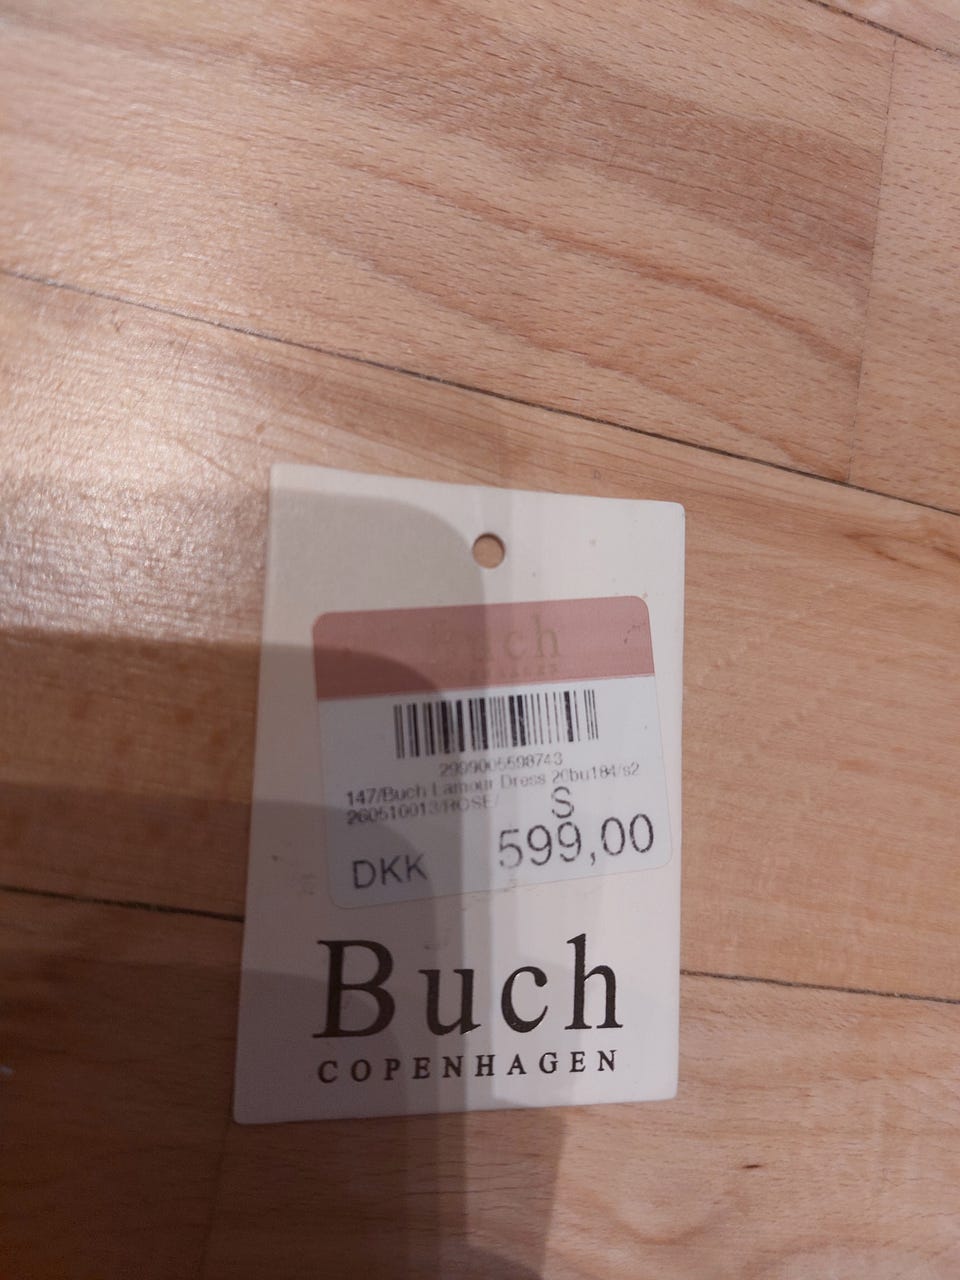 Buch
2999005598743
147/Buch Lamour Dress 20bu184/s2
260510013/ROSE/ S
DKK 599,00
Buch
COPENHAGEN